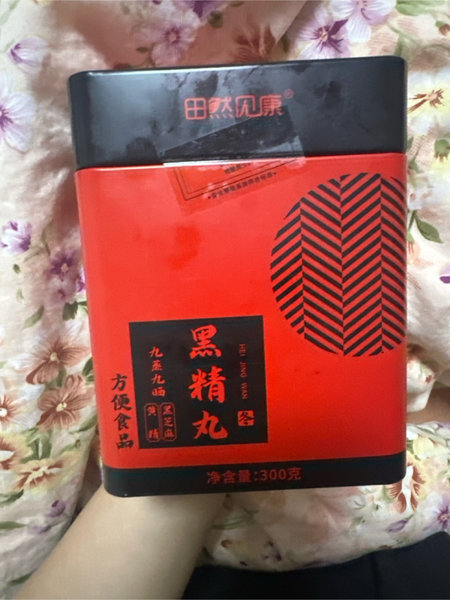 田然见康®
黑精丸
HEI JING WAN
冬
九蒸九晒
黄精
黑芝麻
方便食品
净含量:300克